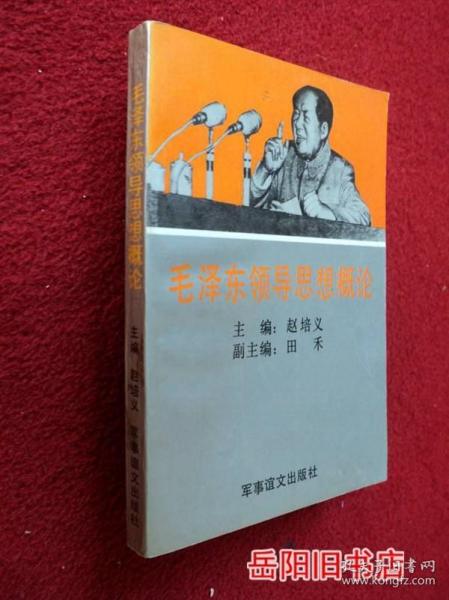 毛泽东领导思想概论
主编 赵培义 军事谊文出版社
毛泽东领导思想概论
主 编：赵培义
副主编：田 禾
军事谊文出版社
岳阳旧书店
孔夫子旧书网
www.kongfz.com